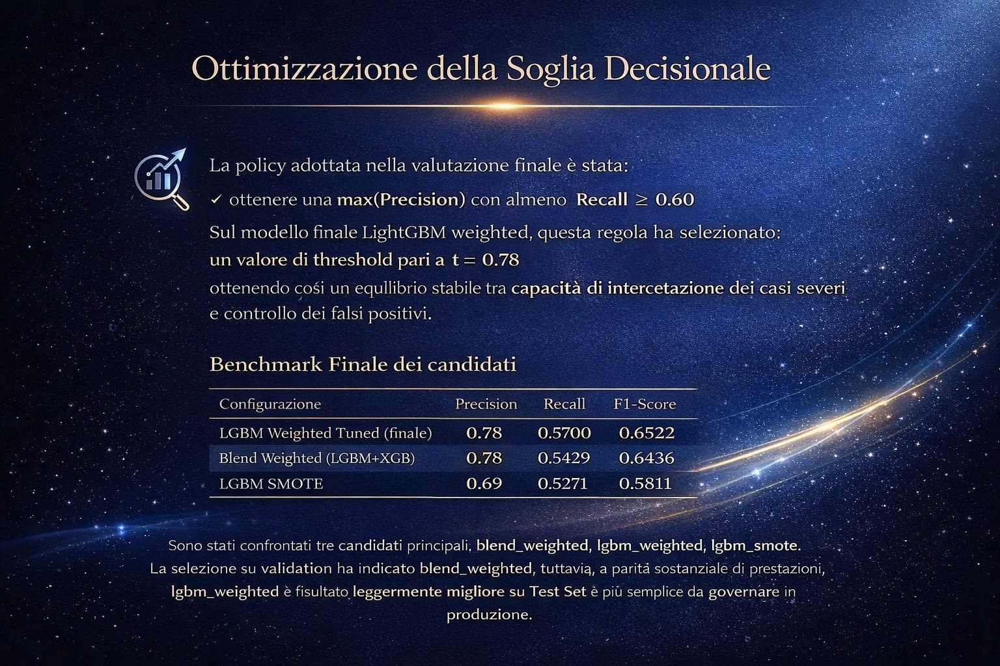 Ottimizzazione della Soglia Decisionale
La policy adottata nella valutazione finale è stata:
✓ ottenere una max(Precision) con almeno Recall ≥ 0.60
Sul modello finale LightGBM weighted, questa regola ha selezionato:
un valore di threshold pari a t = 0.78
ottenendo cośi un equllibrio stabile tra capacità di intercetazione dei casi severi
e controllo dei falsi positivi.
Benchmark Finale dei candidati
Configurazione Precision Recall F1-Score
LGBM Weighted Tuned (finale) 0.78 0.5700 0.6522
Blend Weighted (LGBM+XGB) 0.78 0.5429 0.6436
LGBM SMOTE 0.69 0.5271 0.5811
Sono stati confrontati tre candidati principali; blend_weighted, lgbm_weighted, lgbm_smote.
La selezione su validation ha indicato blend_weighted, tuttavią, a parità sostanziale di prestazioni,
lgbm_weighted è fisultato leggermente migliore su Test Set è più semplice da governare in
produzione.